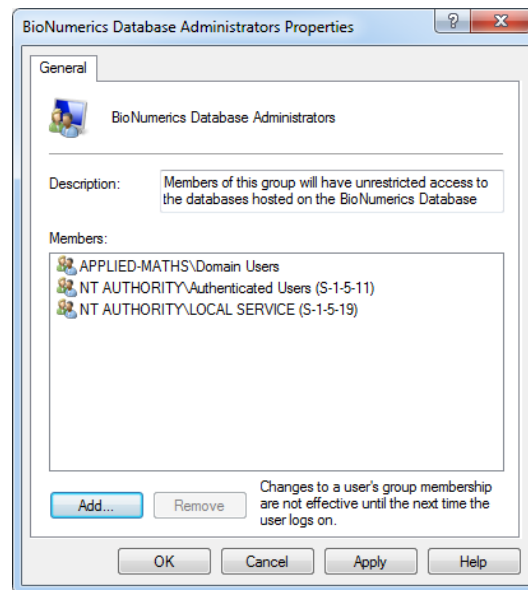 BioNumerics Database Administrators Properties
?
X
General
BioNumerics Database Administrators
Description:
Members of this group will have unrestricted access to
the databases hosted on the BioNumerics Database
Members:
APPLIED-MATHS\Domain Users
NT AUTHORITY\Authenticated Users (S-1-5-11)
NT AUTHORITY\LOCAL SERVICE (S-1-5-19)
Add...
Remove
Changes to a user's group membership
are not effective until the next time the
user logs on.
OK
Cancel
Apply
Help